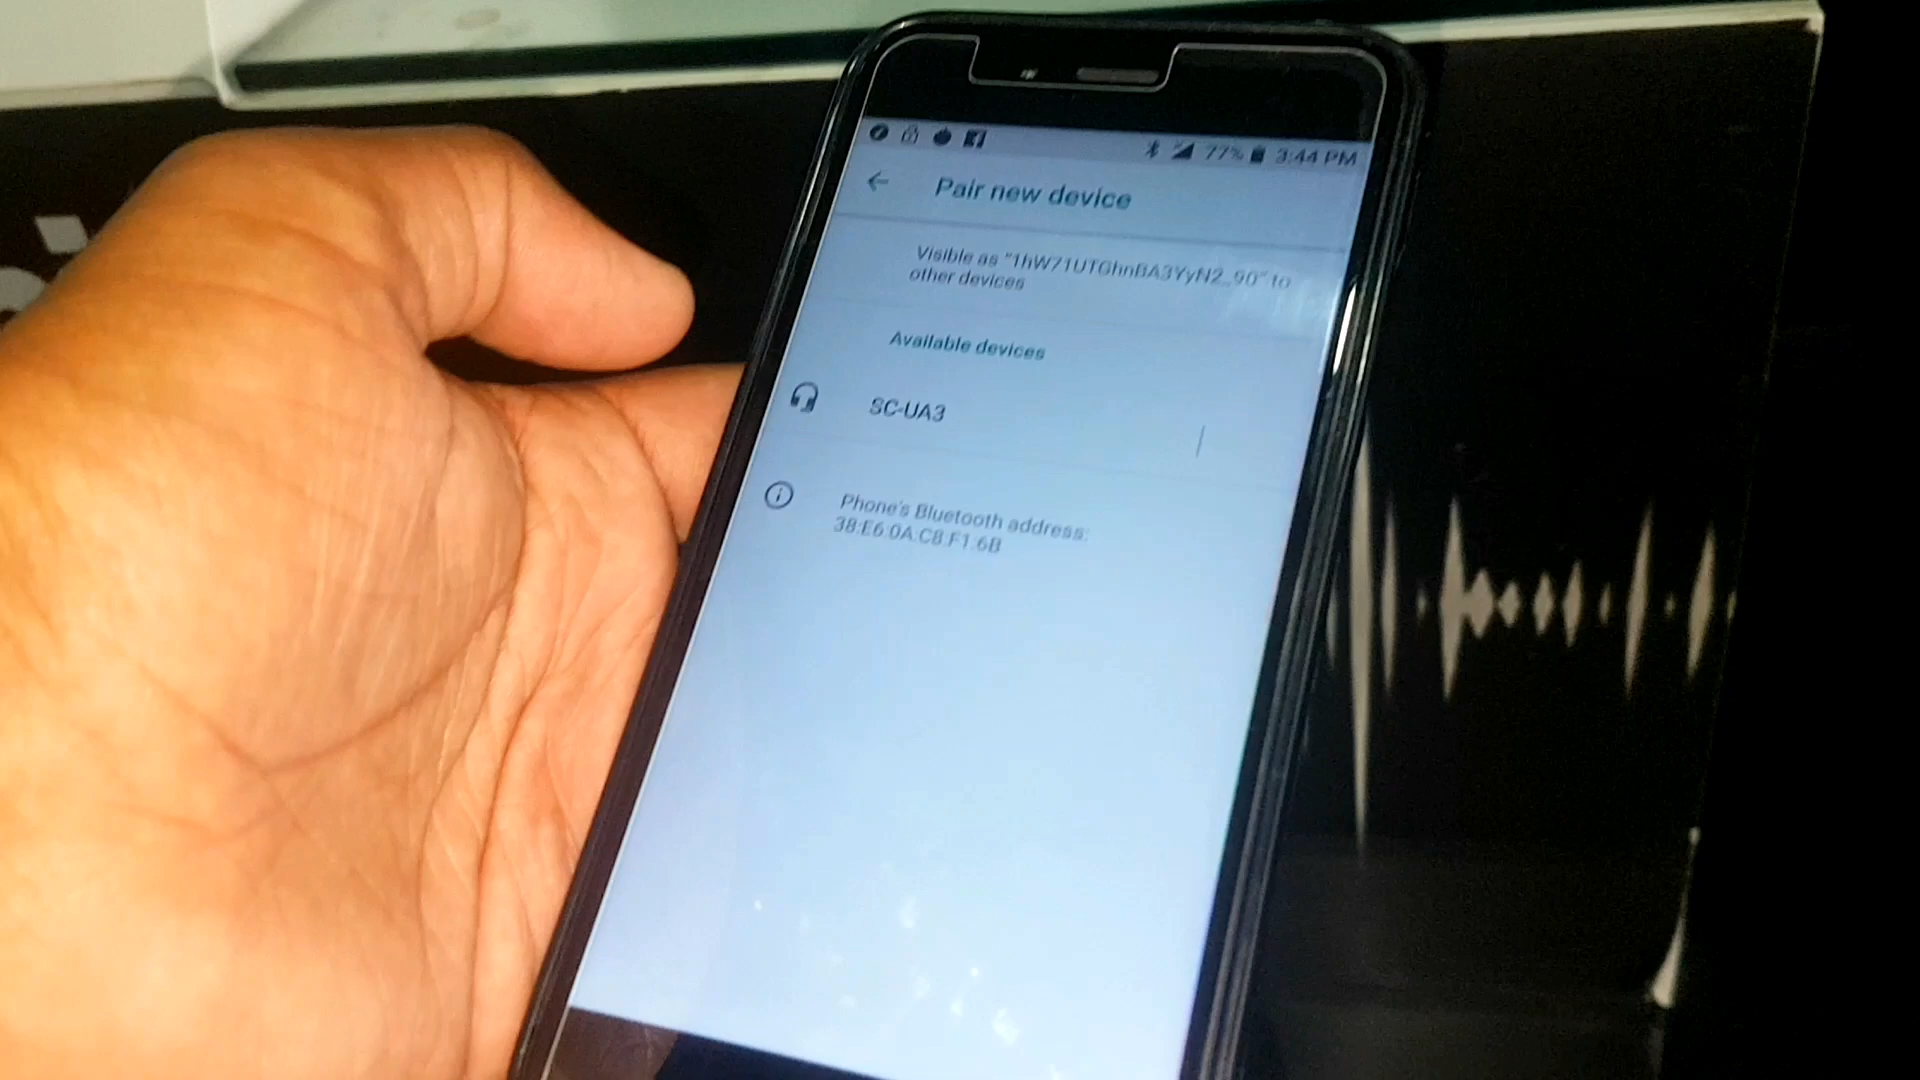 77% 3:44 PM
Pair new device
Visible as "1hW71UTGhnBA3YyN2_90" to
other devices
Available devices
SC-UA3
Phone's Bluetooth address:
38:E6:0A:C8:F1:6B